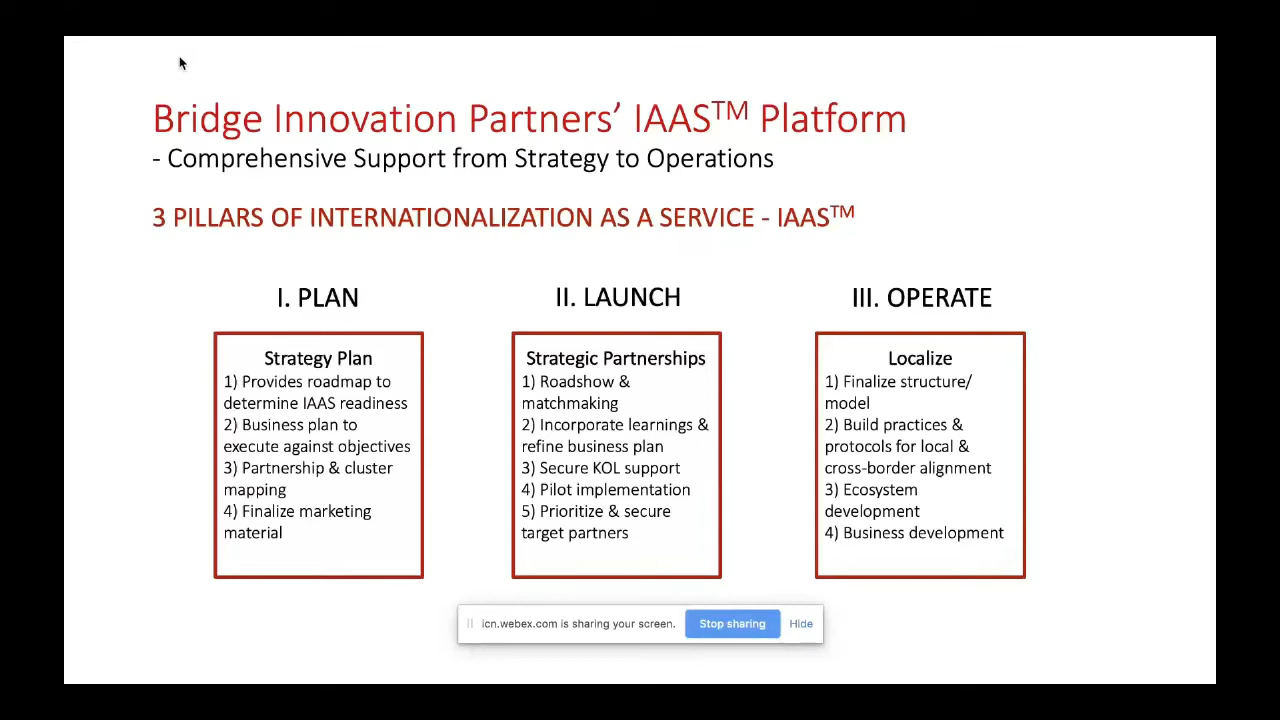 Bridge Innovation Partners’ IAAS™ Platform
- Comprehensive Support from Strategy to Operations
3 PILLARS OF INTERNATIONALIZATION AS A SERVICE - IAAS™
I. PLAN
Strategy Plan
1) Provides roadmap to
determine IAAS readiness
2) Business plan to
execute against objectives
3) Partnership & cluster
mapping
4) Finalize marketing
material
II. LAUNCH
Strategic Partnerships
1) Roadshow &
matchmaking
2) Incorporate learnings &
refine business plan
3) Secure KOL support
4) Pilot implementation
5) Prioritize & secure
target partners
III. OPERATE
Localize
1) Finalize structure/
model
2) Build practices &
protocols for local &
cross-border alignment
3) Ecosystem
development
4) Business development
icn.webex.com is sharing your screen. Stop sharing Hide